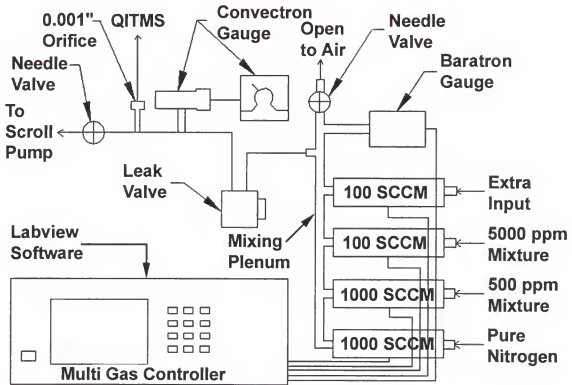 0.001"
Orifice
QITMS
Convectron
Gauge
Open
to Air
Needle
Valve
Needle
Valve
Baratron
Gauge
To
Scroll
Pump
Leak
Valve
100 SCCM
Extra
Input
Labview
Software
Mixing
Plenum
100 SCCM
5000 ppm
Mixture
1000 SCCM
500 ppm
Mixture
1000 SCCM
Pure
Nitrogen
Multi Gas Controller